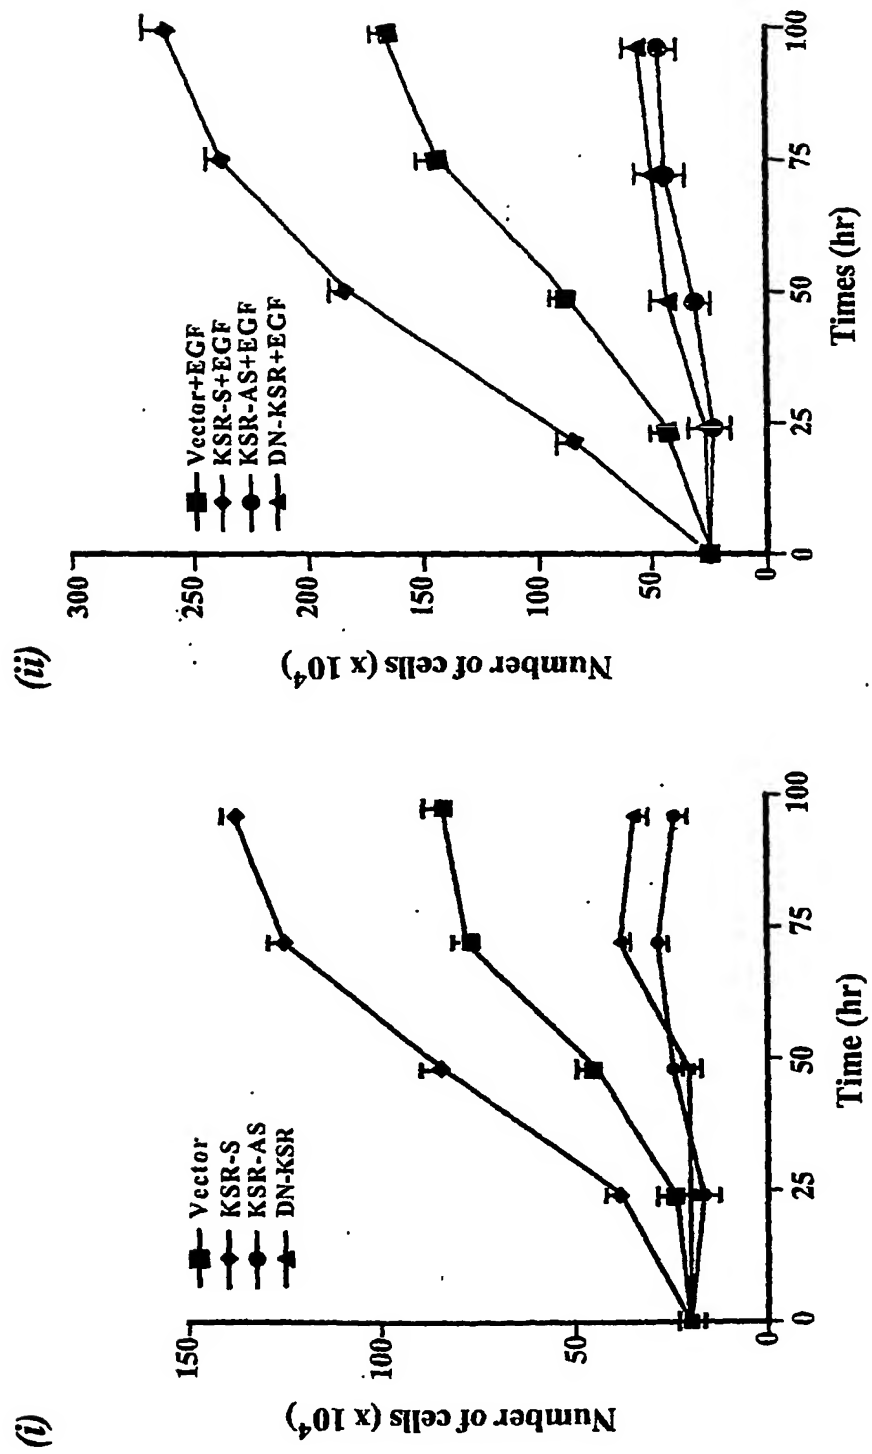 (i)
Number of cells (x 10⁴)
150
100
50
0
Vector
KSR-S
KSR-AS
DN-KSR
0
25
50
75
100
Time (hr)
(ii)
Number of cells (x 10⁴)
300
250
200
150
100
50
0
Vector+EGF
KSR-S+EGF
KSR-AS+EGF
DN-KSR+EGF
0
25
50
75
100
Times (hr)